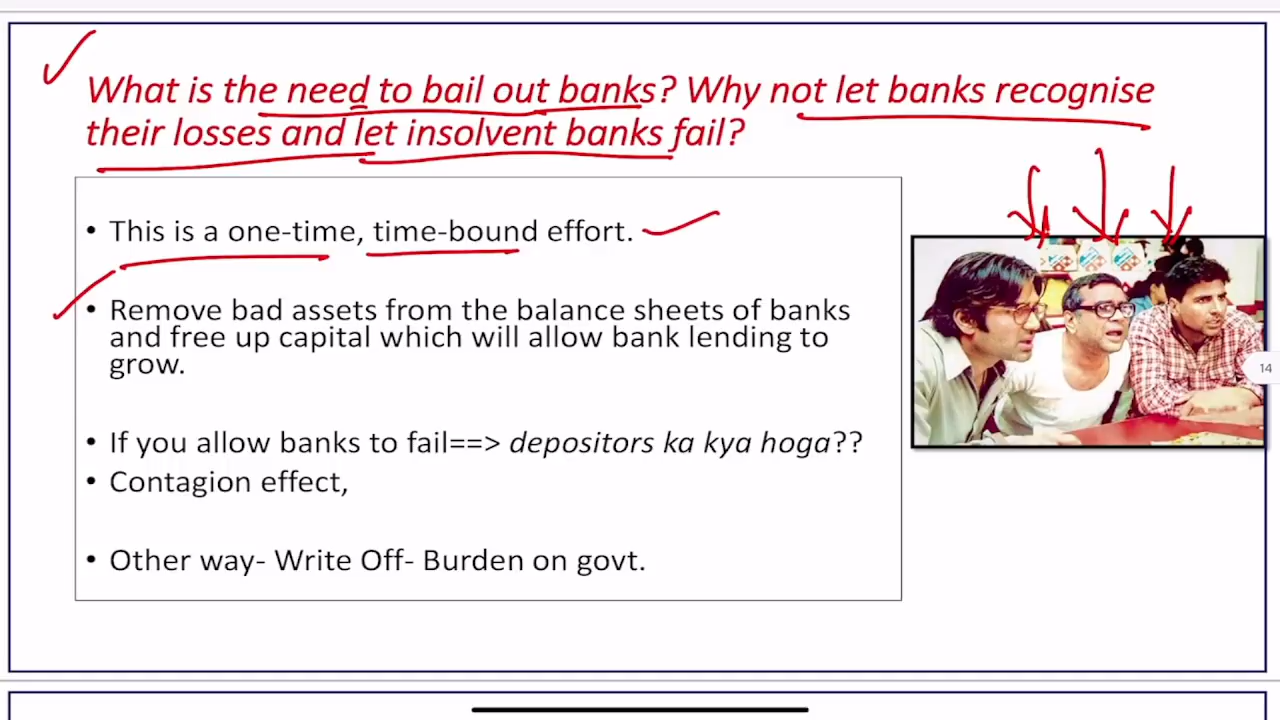 What is the need to bail out banks? Why not let banks recognise
their losses and let insolvent banks fail?
• This is a one-time, time-bound effort.
• Remove bad assets from the balance sheets of banks
and free up capital which will allow bank lending to
grow.
• If you allow banks to fail==> depositors ka kya hoga??
• Contagion effect,
• Other way- Write Off- Burden on govt.
14